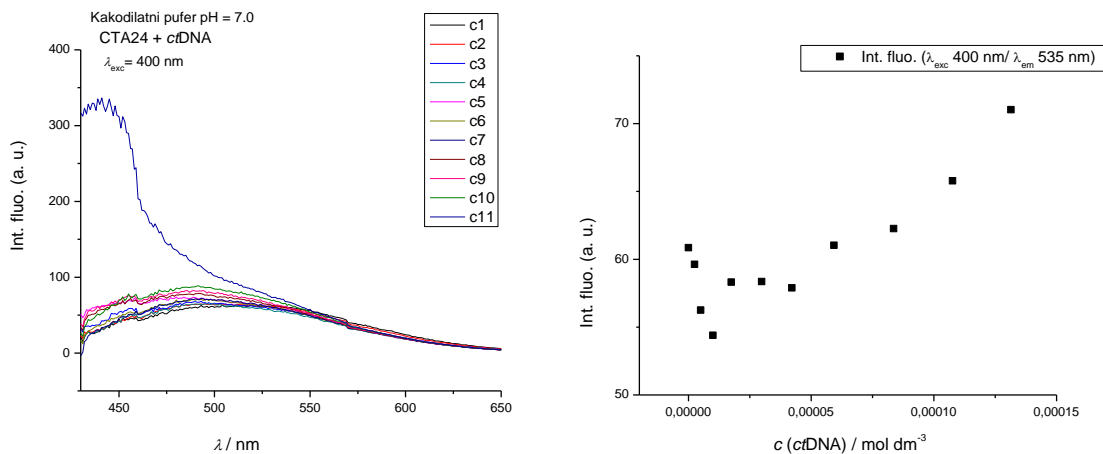 Kakodilatni pufer pH = 7.0
CTA24 + ctDNA
λexc= 400 nm
400
300
200
100
0
Int. fluo. (a. u.)
450 500 550 600 650
λ / nm
c1
c2
c3
c4
c5
c6
c7
c8
c9
c10
c11
Int. fluo. (λexc 400 nm/ λem 535 nm)
70
60
50
Int. fluo. (a. u.)
0,00000 0,00005 0,00010 0,00015
c (ctDNA) / mol dm-3